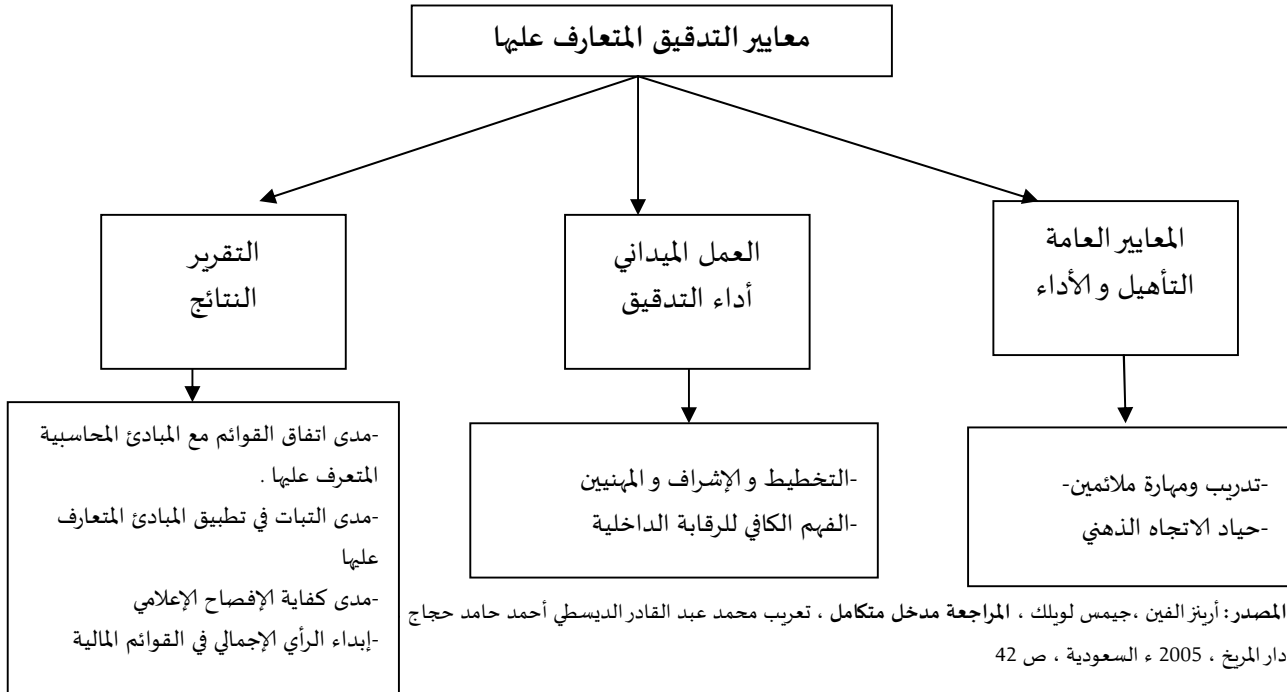 معايير التدقيق المتعارف عليها
المعايير العامة
التأهيل و الأداء
العمل الميداني
أداء التدقيق
التقرير
النتائج
-تدريب ومهارة ملائمين-
-حياد الاتجاه الذهني
-التخطيط و الإشراف و المهنيين
-الفهم الكافي للرقابة الداخلية
-مدى اتفاق القوائم مع المبادئ المحاسبية
المتعرف عليها .
-مدى التبات في تطبيق المبادئ المتعارف
عليها
-مدى كفاية الإفصاح الإعلامي
-إبداء الرأي الإجمالي في القوائم المالية
المصدر: أرينز الفين ،جيمس لوبلك ، المراجعة مدخل متكامل ، تعريب محمد عبد القادر الديسطي أحمد حامد حجاج
دار المريخ ، 2005 ء السعودية ، ص 42